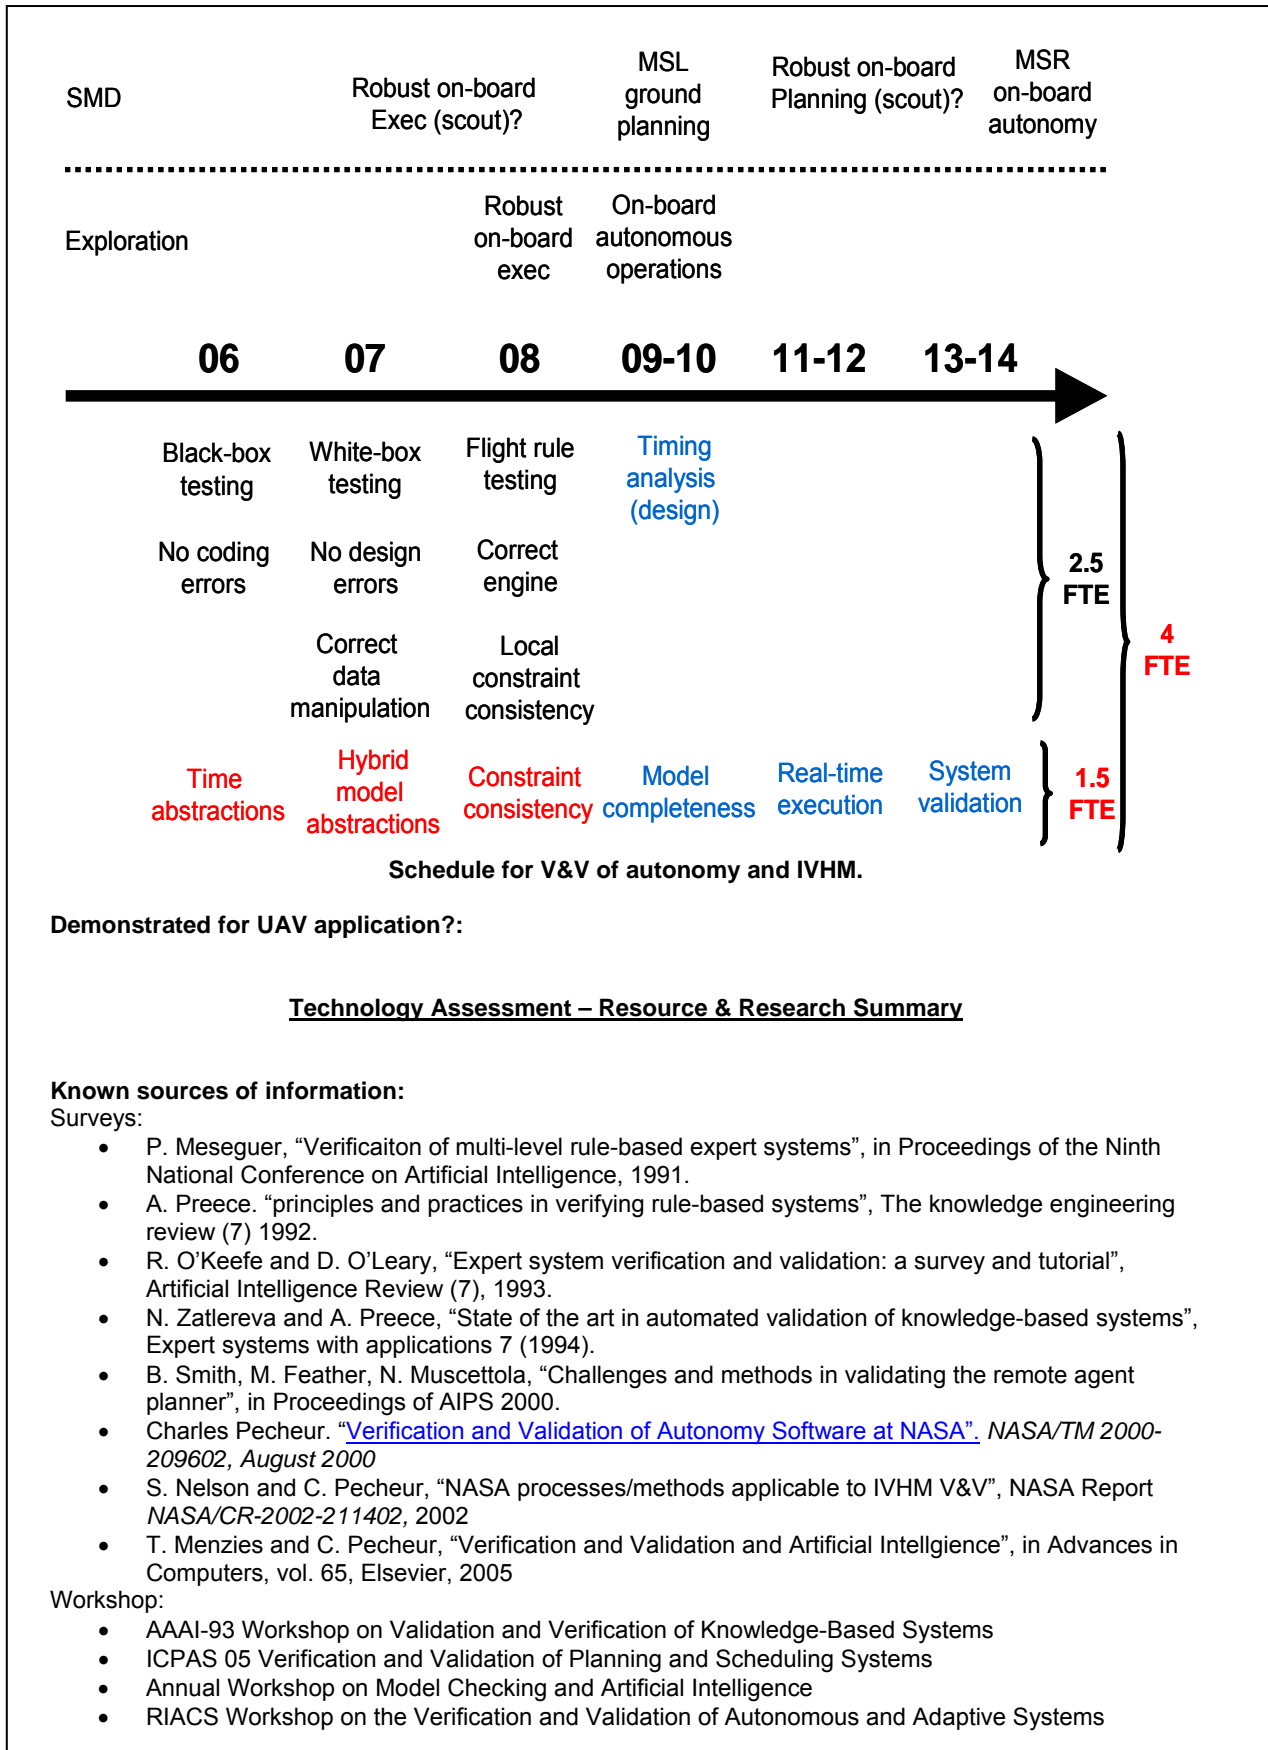 SMD
Robust on-board
Exec (scout)?
MSL
ground
planning
Robust on-board
Planning (scout)?
MSR
on-board
autonomy
Exploration
Robust
on-board
exec
On-board
autonomous
operations
06 07 08 09-10 11-12 13-14
Black-box
testing
White-box
testing
Flight rule
testing
Timing
analysis
(design)
No coding
errors
No design
errors
Correct
engine
Correct
data
manipulation
Local
constraint
consistency
2.5
FTE
4
FTE
Time
abstractions
Hybrid
model
abstractions
Constraint
consistency
Model
completeness
Real-time
execution
System
validation
1.5
FTE
Schedule for V&V of autonomy and IVHM.
Demonstrated for UAV application?:
Technology Assessment – Resource & Research Summary
Known sources of information:
Surveys:
• P. Meseguer, “Verificaiton of multi-level rule-based expert systems”, in Proceedings of the Ninth
National Conference on Artificial Intelligence, 1991.
• A. Preece. “principles and practices in verifying rule-based systems”, The knowledge engineering
review (7) 1992.
• R. O’Keefe and D. O’Leary, “Expert system verification and validation: a survey and tutorial”,
Artificial Intelligence Review (7), 1993.
• N. Zatlereva and A. Preece, “State of the art in automated validation of knowledge-based systems”,
Expert systems with applications 7 (1994).
• B. Smith, M. Feather, N. Muscettola, “Challenges and methods in validating the remote agent
planner”, in Proceedings of AIPS 2000.
• Charles Pecheur. “Verification and Validation of Autonomy Software at NASA”. NASA/TM 2000-
209602, August 2000
• S. Nelson and C. Pecheur, “NASA processes/methods applicable to IVHM V&V”, NASA Report
NASA/CR-2002-211402, 2002
• T. Menzies and C. Pecheur, “Verification and Validation and Artificial Intellgience”, in Advances in
Computers, vol. 65, Elsevier, 2005
Workshop:
• AAAI-93 Workshop on Validation and Verification of Knowledge-Based Systems
• ICPAS 05 Verification and Validation of Planning and Scheduling Systems
• Annual Workshop on Model Checking and Artificial Intelligence
• RIACS Workshop on the Verification and Validation of Autonomous and Adaptive Systems